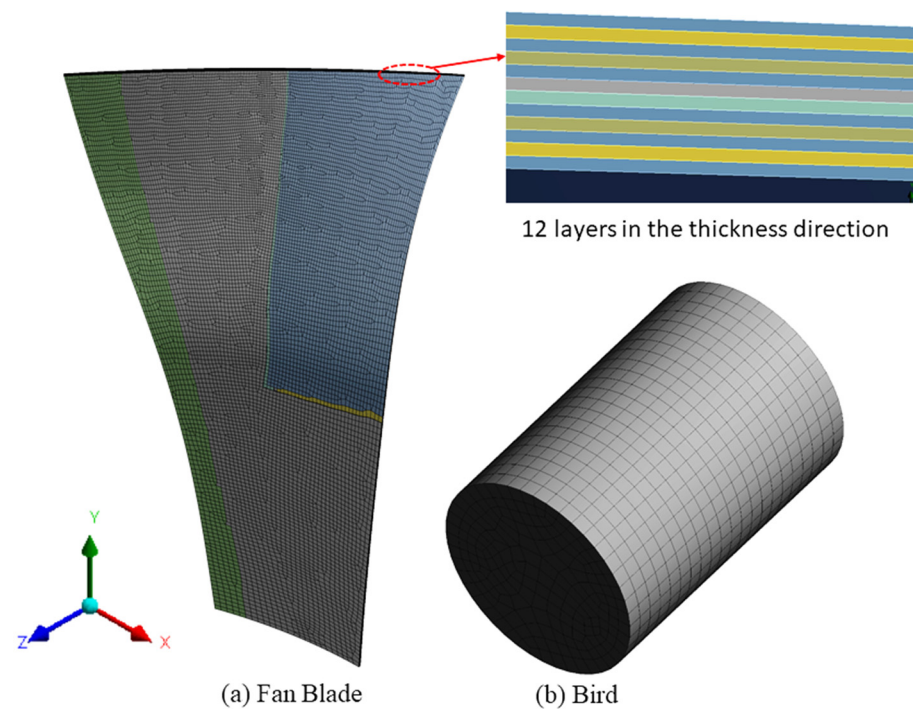 12 layers in the thickness direction
Y
Z
X
(a) Fan Blade
(b) Bird